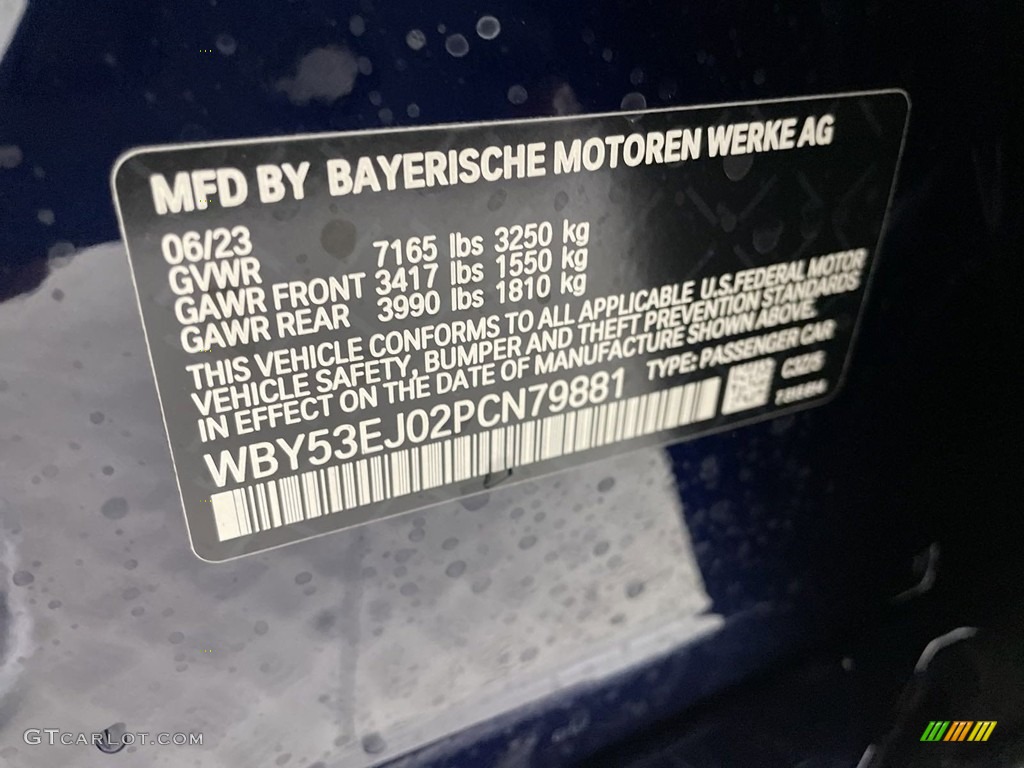 MFD BY BAYERISCHE MOTOREN WERKE AG
06/23
GVWR 7165 lbs 3250 kg
GAWR FRONT 3417 lbs 1550 kg
GAWR REAR 3990 lbs 1810 kg
THIS VEHICLE CONFORMS TO ALL APPLICABLE U.S.FEDERAL MOTOR
VEHICLE SAFETY, BUMPER AND THEFT PREVENTION STANDARDS
IN EFFECT ON THE DATE OF MANUFACTURE SHOWN ABOVE.
WBY53EJ02PCN79881 TYPE: PASSENGER CAR
GTCARLOT.COM